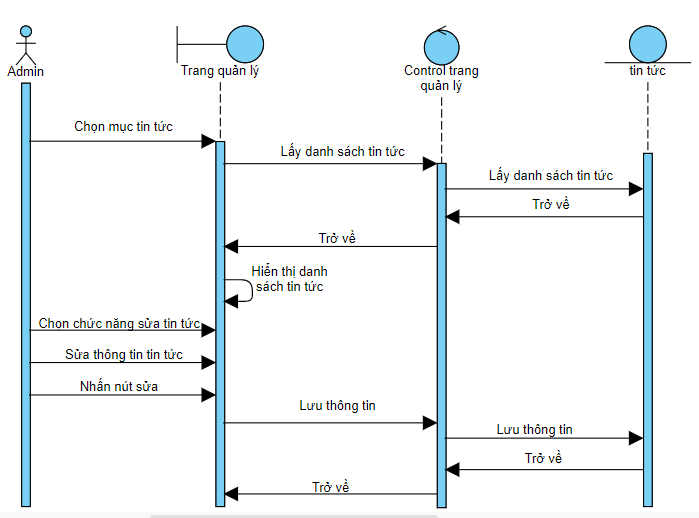 Admin
Trang quản lý
Control trang
quản lý
tin tức
Chọn mục tin tức
Lấy danh sách tin tức
Lấy danh sách tin tức
Trở về
Trở về
Hiển thị danh
sách tin tức
Chọn chức năng sửa tin tức
Sửa thông tin tin tức
Nhấn nút sửa
Lưu thông tin
Lưu thông tin
Trở về
Trở về